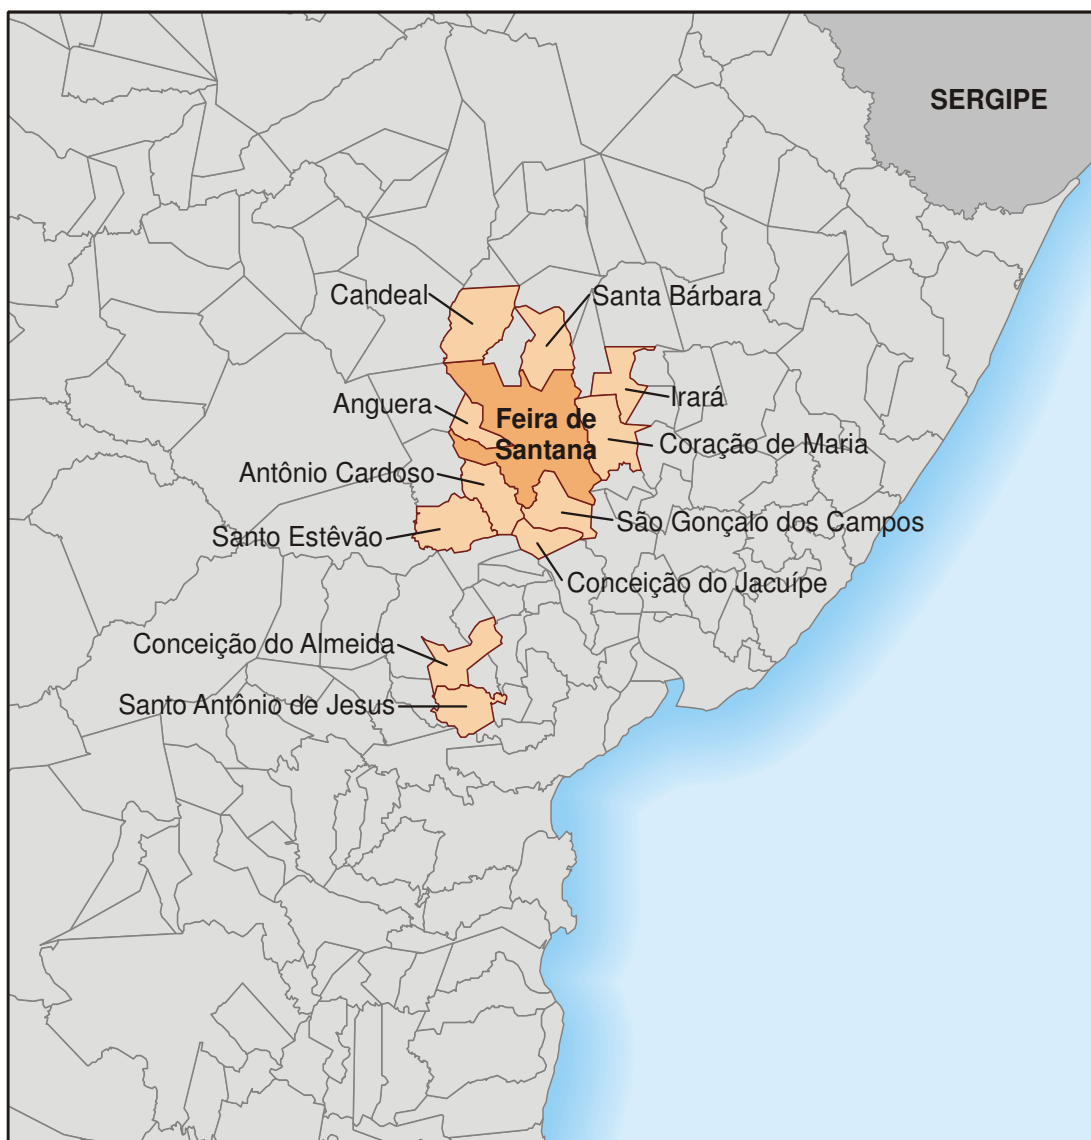 SERGIPE
Candeal
Santa Bárbara
Anguera
Irará
Feira de
Santana
Coração de Maria
Antônio Cardoso
São Gonçalo dos Campos
Santo Estêvão
Conceição do Jacuípe
Conceição do Almeida
Santo Antônio de Jesus